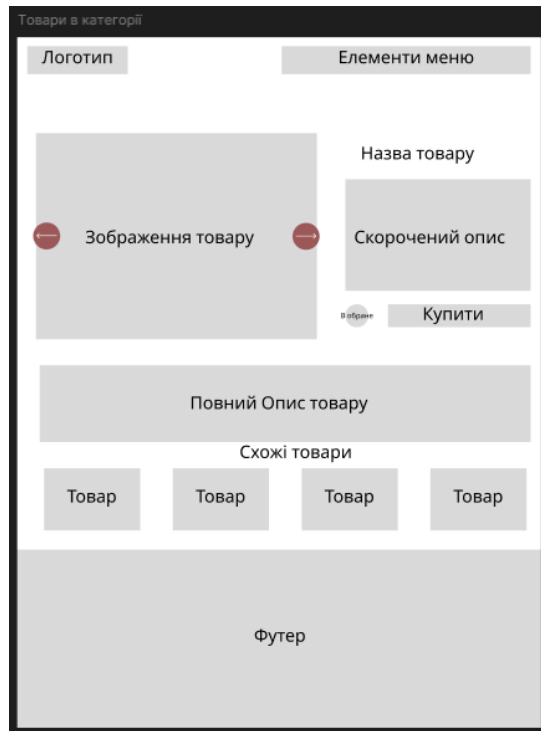 Товари в категорії
Логотип
Елементи меню
Назва товару
Зображення товару
Скорочений опис
В обране
Купити
Повний Опис товару
Схожі товари
Товар
Товар
Товар
Товар
Футер